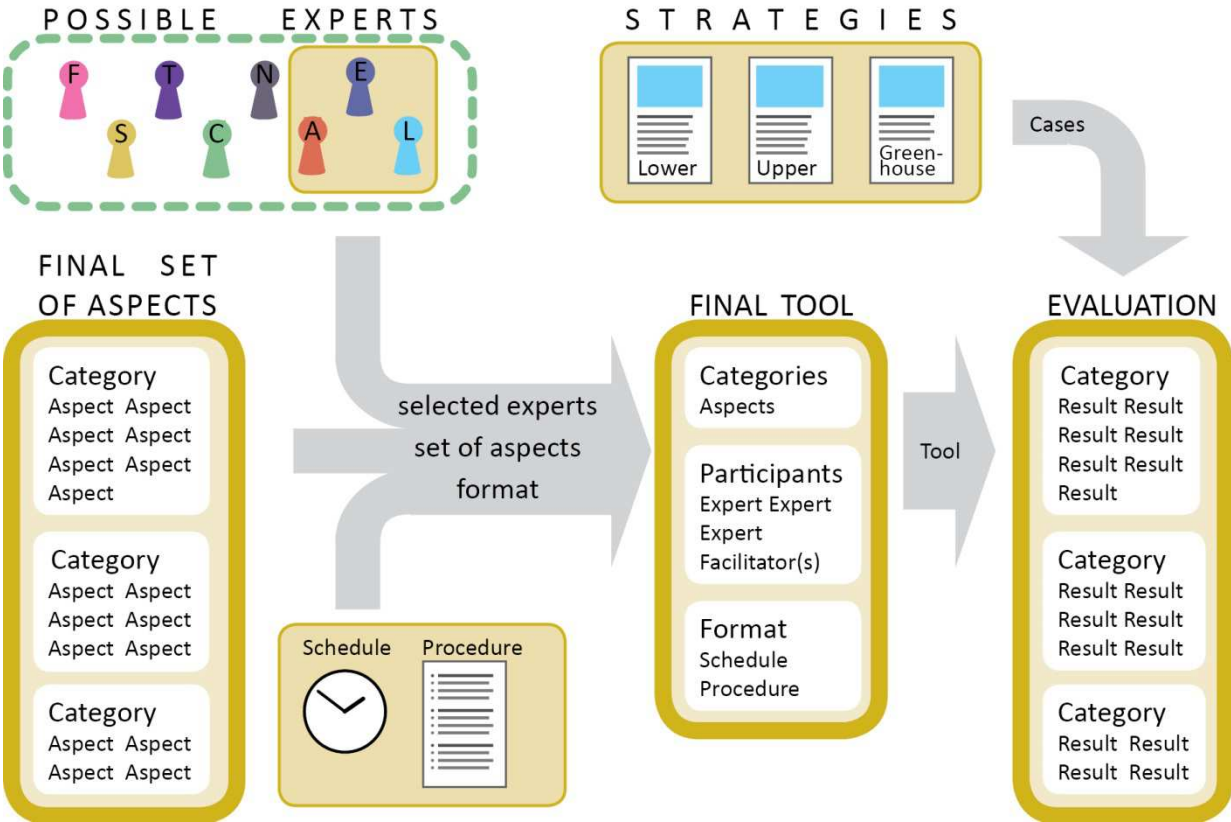 POSSIBLE EXPERTS
F T N E
S C A L
STRATEGIES
Lower
Upper
Green-
house
Cases
FINAL SET
OF ASPECTS
Category
Aspect Aspect
Aspect Aspect
Aspect Aspect
Aspect
Category
Aspect Aspect
Aspect Aspect
Aspect Aspect
Category
Aspect Aspect
Aspect Aspect
selected experts
set of aspects
format
Schedule
Procedure
FINAL TOOL
Categories
Aspects
Participants
Expert Expert
Expert
Facilitator(s)
Format
Schedule
Procedure
Tool
EVALUATION
Category
Result Result
Result Result
Result Result
Result
Category
Result Result
Result Result
Result Result
Category
Result Result
Result Result